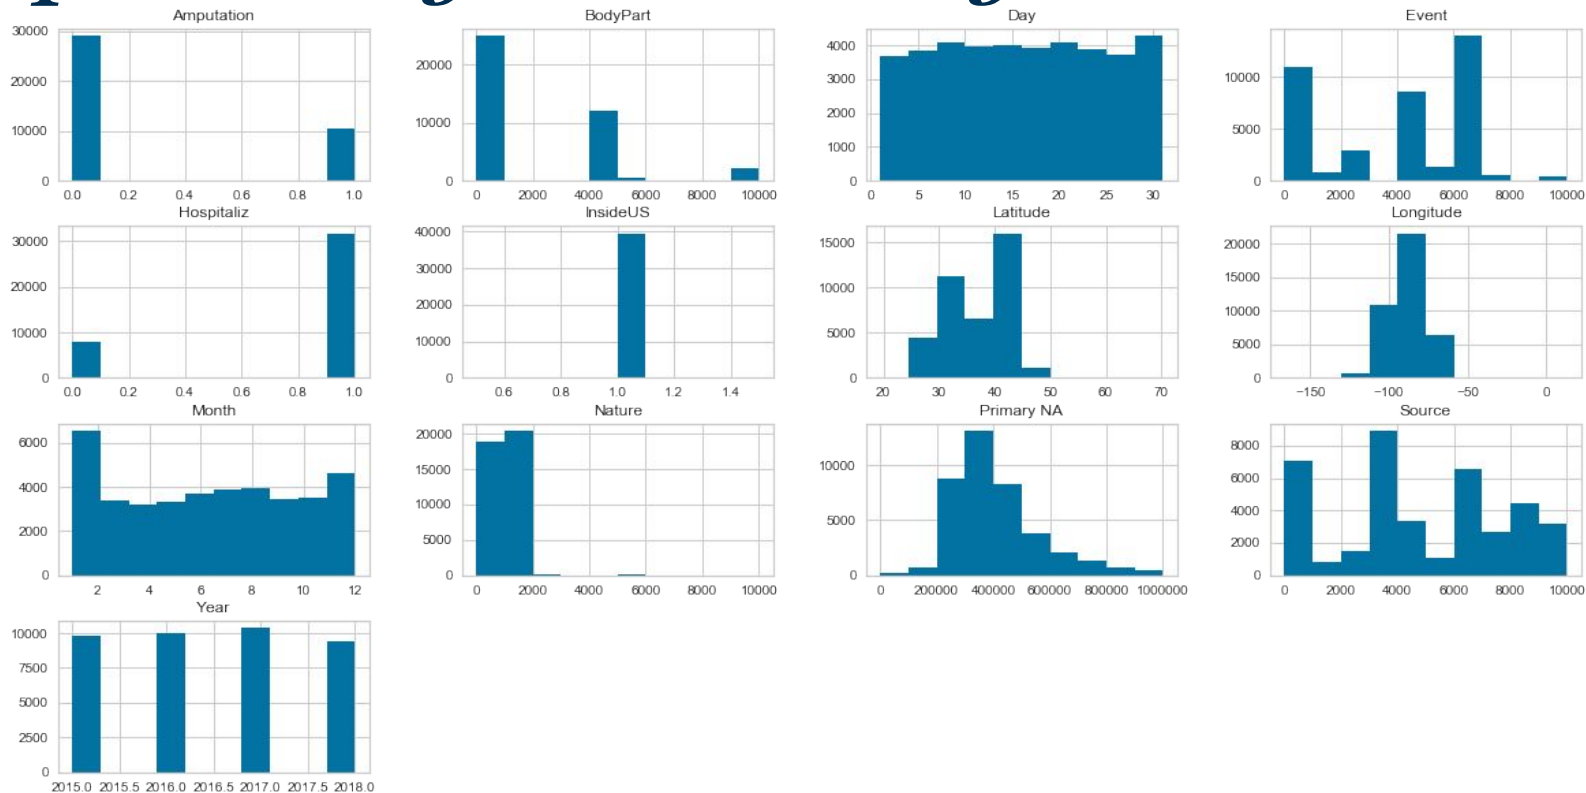 Amputation BodyPart Day Event
30000 20000 10000 0
0.0 0.2 0.4 0.6 0.8 1.0
20000 10000 0
0 2000 4000 6000 8000 10000
4000 3000 2000 1000 0
0 5 10 15 20 25 30
10000 5000 0
0 2000 4000 6000 8000 10000
Hospitaliz InsideUS Latitude Longitude
30000 20000 10000 0
0.0 0.2 0.4 0.6 0.8 1.0
40000 30000 20000 10000 0
0.6 0.8 1.0 1.2 1.4
15000 10000 5000 0
20 30 40 50 60 70
20000 15000 10000 5000 0
−150 −100 −50 0
Month Nature Primary NA Source
6000 4000 2000 0
2 4 6 8 10 12
20000 15000 10000 5000 0
0 2000 4000 6000 8000 10000
10000 5000 0
0 200000 400000 600000 800000 1000000
8000 6000 4000 2000 0
0 2000 4000 6000 8000 10000
Year
10000 7500 5000 2500 0
2015.0 2015.5 2016.0 2016.5 2017.0 2017.5 2018.0